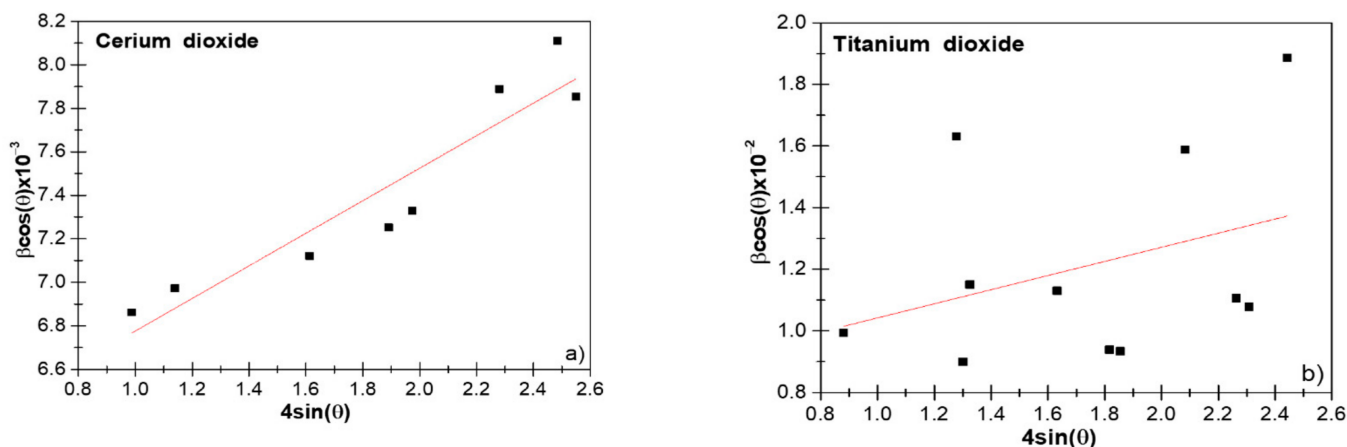 Cerium dioxide
βcos(θ)x10⁻³
8.2
8.0
7.8
7.6
7.4
7.2
7.0
6.8
6.6
0.8 1.0 1.2 1.4 1.6 1.8 2.0 2.2 2.4 2.6
4sin(θ)
a)
Titanium dioxide
βcos(θ)x10⁻²
2.0
1.8
1.6
1.4
1.2
1.0
0.8
0.8 1.0 1.2 1.4 1.6 1.8 2.0 2.2 2.4 2.6
4sin(θ)
b)